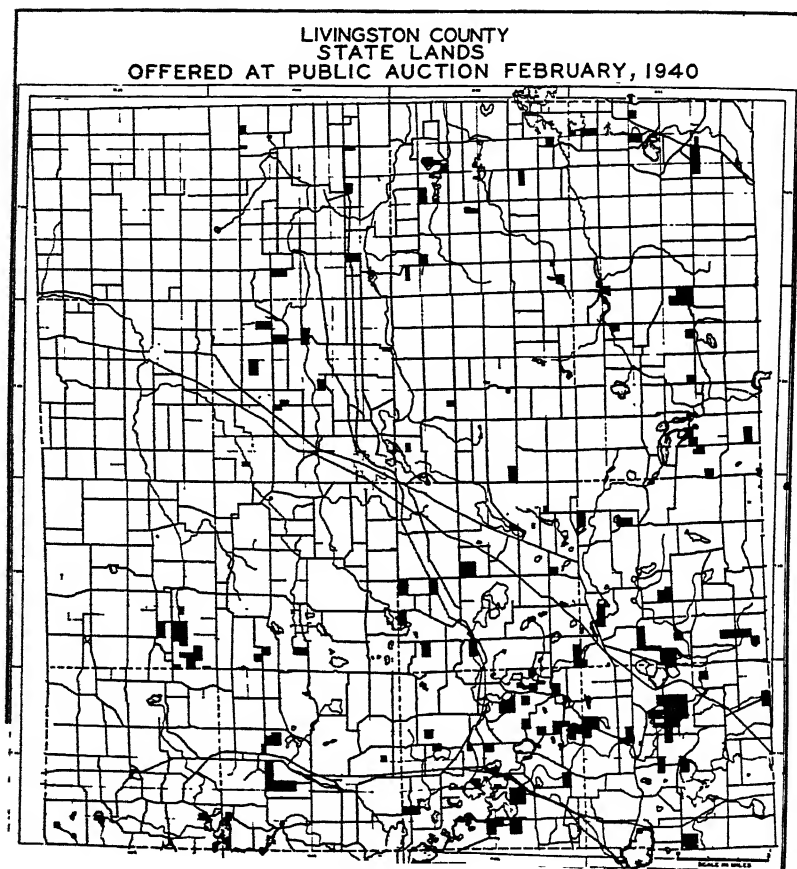 LIVINGSTON COUNTY
STATE LANDS
OFFERED AT PUBLIC AUCTION FEBRUARY, 1940
SCALE IN MILES